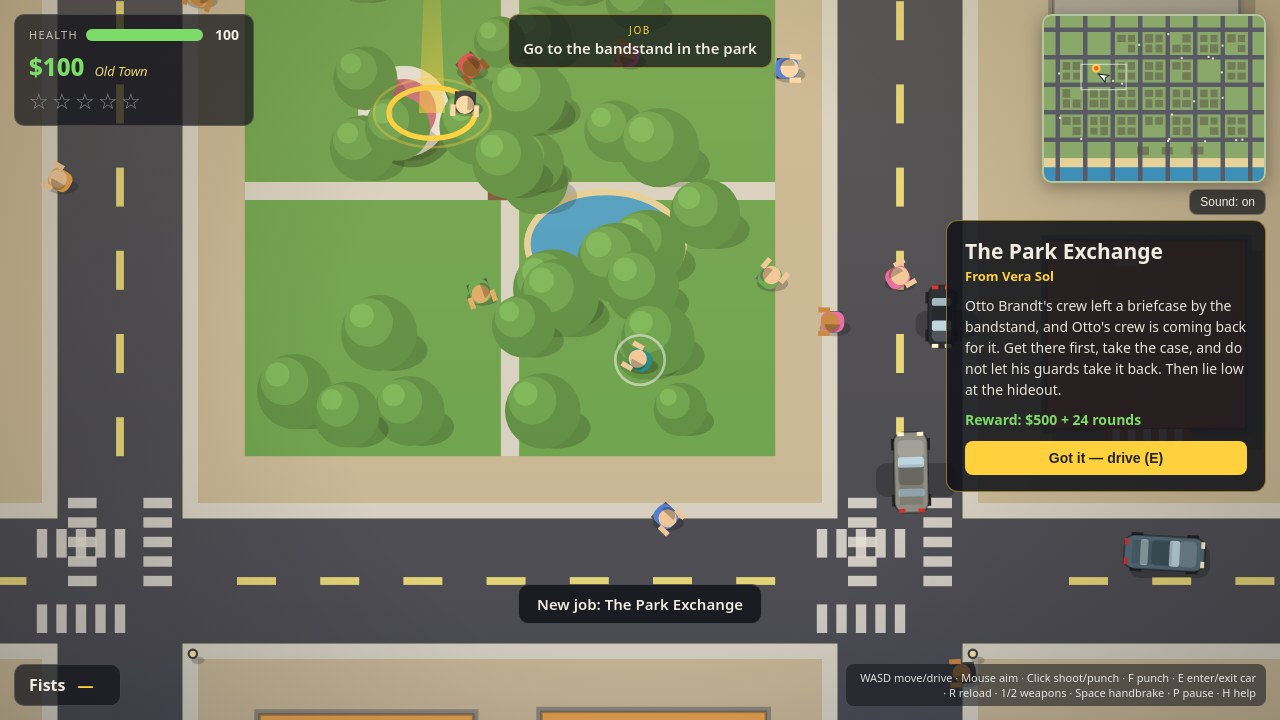 HEALTH 100
$100 Old Town
☆☆☆☆☆
JOB
Go to the bandstand in the park
Sound: on
The Park Exchange
From Vera Sol
Otto Brandt's crew left a briefcase by the
bandstand, and Otto's crew is coming back
for it. Get there first, take the case, and do
not let his guards take it back. Then lie low
at the hideout.
Reward: $500 + 24 rounds
Got it — drive (E)
New job: The Park Exchange
Fists —
WASD move/drive · Mouse aim · Click shoot/punch · F punch · E enter/exit car
· R reload · 1/2 weapons · Space handbrake · P pause · H help